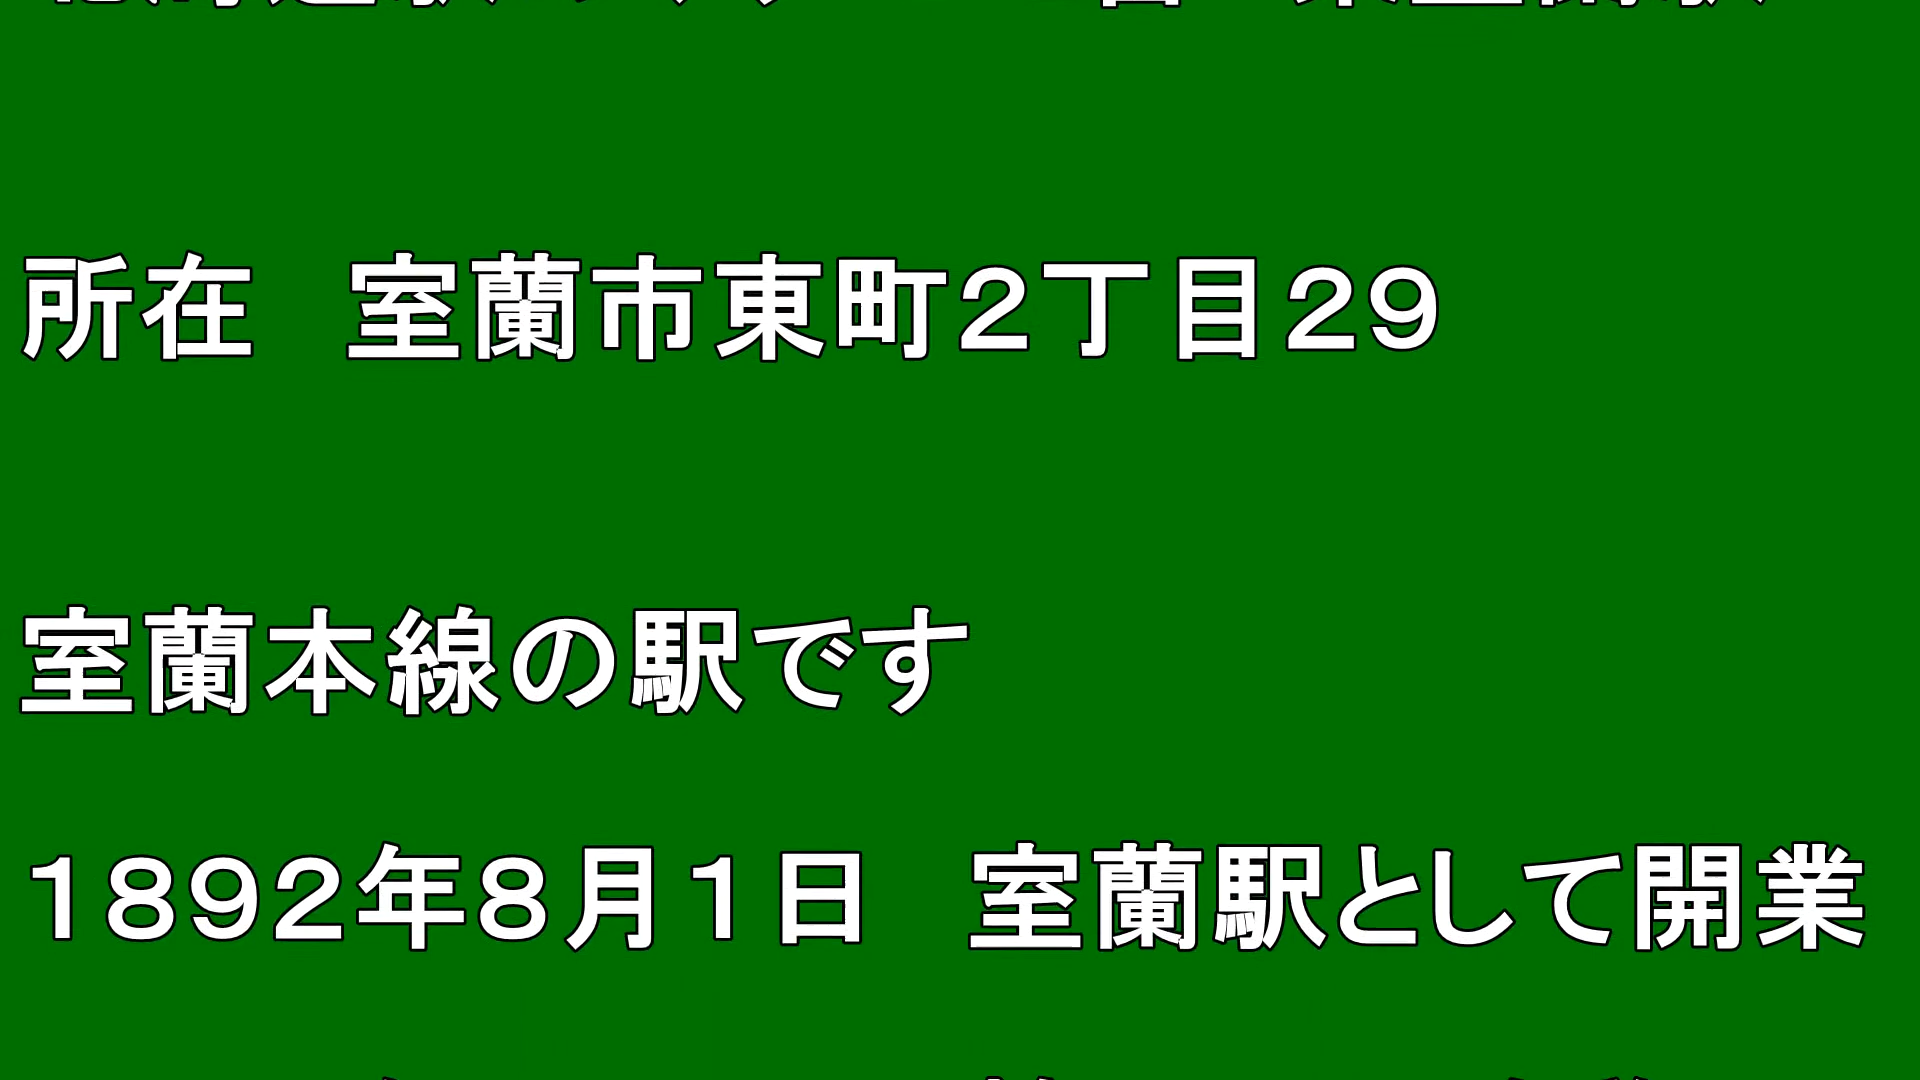 所在　室蘭市東町２丁目２９
室蘭本線の駅です
１８９２年８月１日　室蘭駅として開業